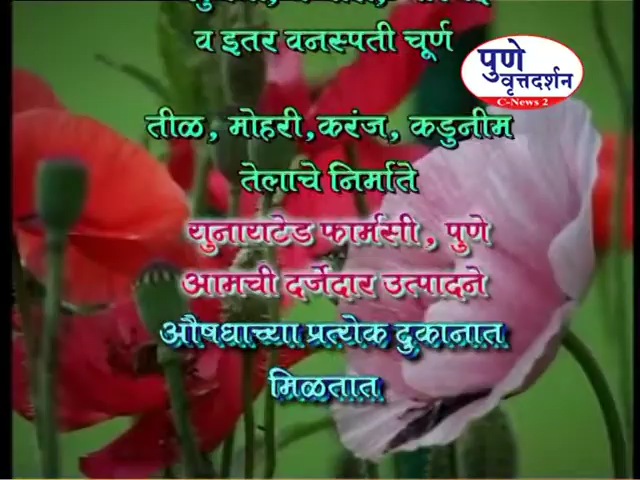 व इतर वनस्पती चूर्ण
पुणे
वृत्तदर्शन
C-News 2
तीळ, मोहरी,करंज, कडुनीम
तेलाचे निर्माते
युनायटेड फार्मसी, पुणे
आमची दर्जेदार उत्पादने
औषधाच्या प्रत्येक दुकानात
मिळतात